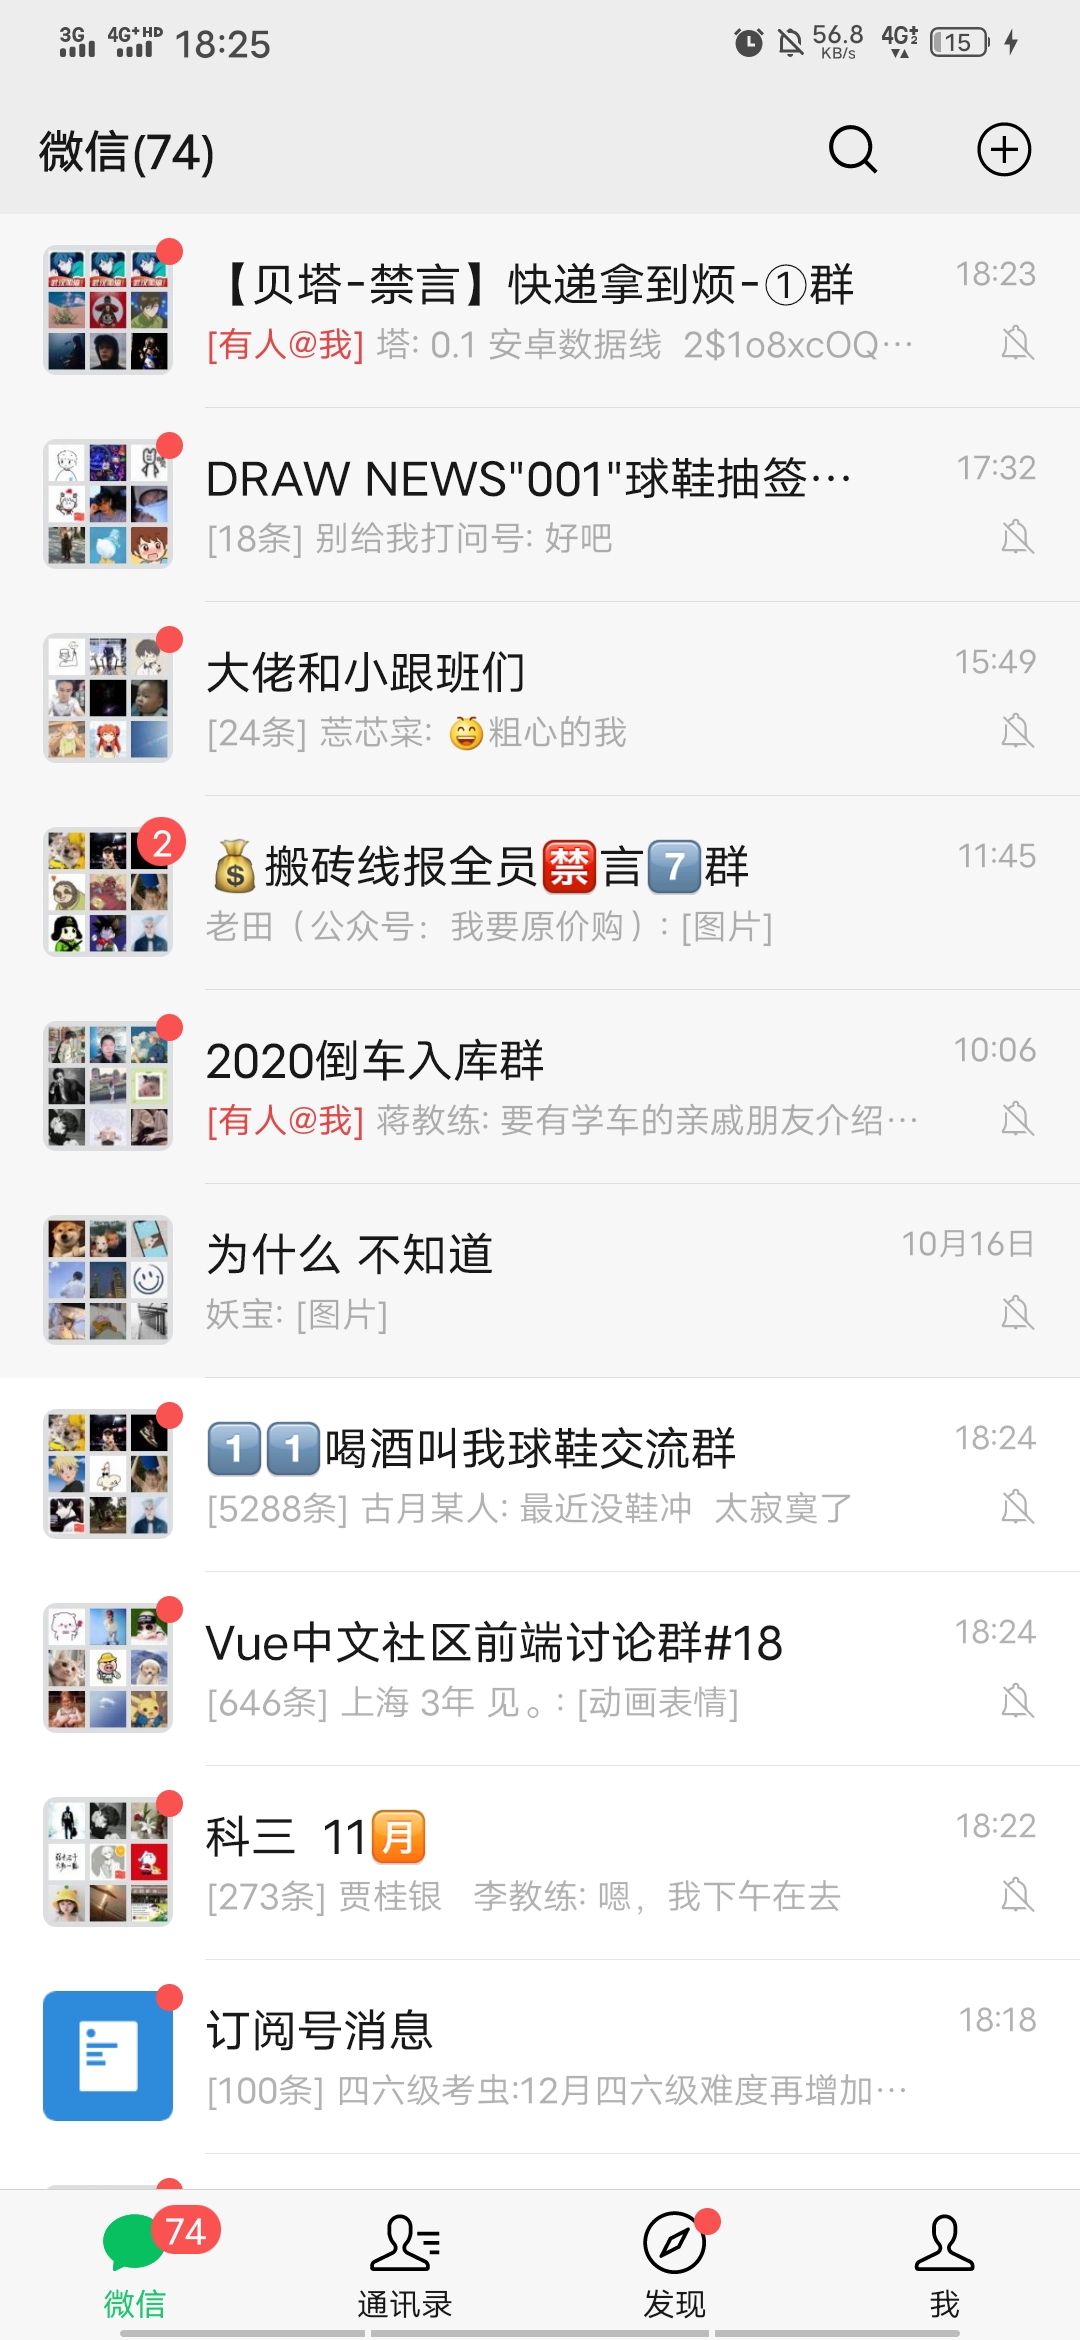 3G 4G+HD 18:25 56.8 KB/s 4G+2 15
微信(74)
【贝塔-禁言】快递拿到烦-①群 18:23
[有人@我] 塔: 0.1 安卓数据线 2$1o8xcOQ…
DRAW NEWS"001"球鞋抽签… 17:32
[18条] 别给我打问号: 好吧
大佬和小跟班们 15:49
[24条] 莣芯寀: 😄粗心的我
2
💰搬砖线报全员🈲言7️⃣群 11:45
老田（公众号：我要原价购）: [图片]
2020倒车入库群 10:06
[有人@我] 蒋教练: 要有学车的亲戚朋友介绍…
为什么 不知道 10月16日
妖宝: [图片]
1️⃣1️⃣喝酒叫我球鞋交流群 18:24
[5288条] 古月某人: 最近没鞋冲 太寂寞了
Vue中文社区前端讨论群#18 18:24
[646条] 上海 3年 见。: [动画表情]
科三 11🈷️ 18:22
[273条] 贾桂银 李教练: 嗯，我下午在去
订阅号消息 18:18
[100条] 四六级考虫:12月四六级难度再增加…
74
微信 通讯录 发现 我